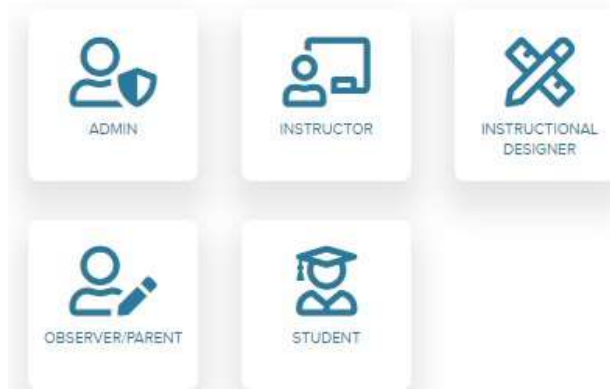 ADMIN
INSTRUCTOR
INSTRUCTIONAL
DESIGNER
OBSERVER/PARENT
STUDENT